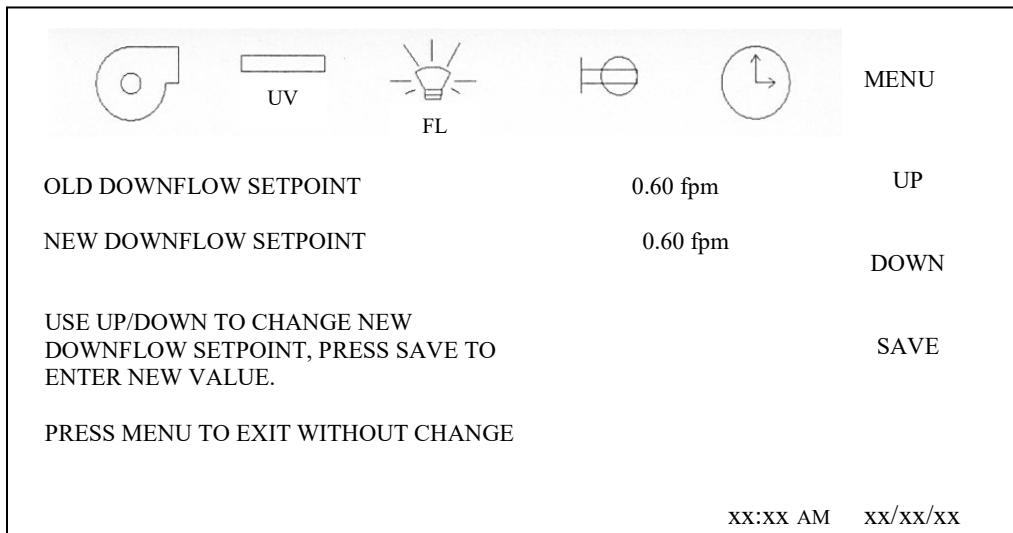 UV
FL
MENU
OLD DOWNFLOW SETPOINT 0.60 fpm
UP
NEW DOWNFLOW SETPOINT 0.60 fpm
DOWN
USE UP/DOWN TO CHANGE NEW
DOWNFLOW SETPOINT, PRESS SAVE TO
ENTER NEW VALUE.
SAVE
PRESS MENU TO EXIT WITHOUT CHANGE
xx:xx AM xx/xx/xx